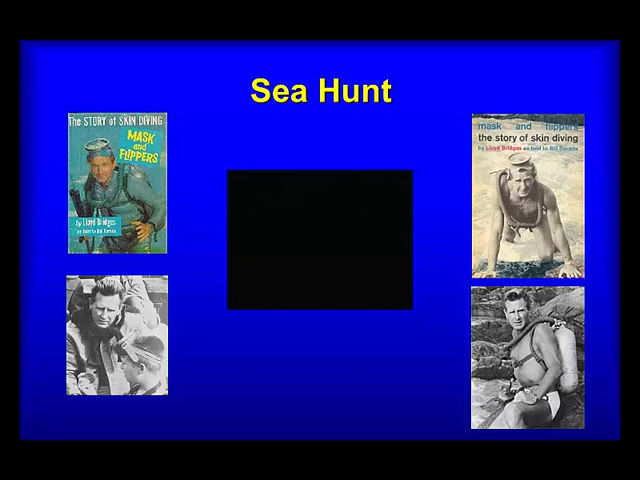 Sea Hunt
The STORY of SKIN DIVING
MASK
and
FLIPPERS
by Lloyd Bridges
as told to Bill Barada
mask and flippers
the story of skin diving
by Lloyd Bridges as told to Bill Barada